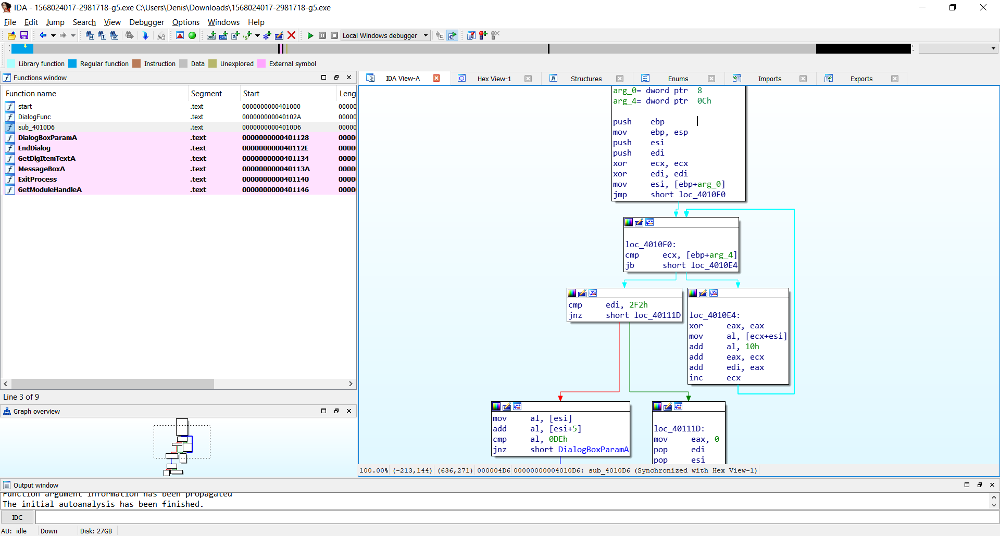 IDA - 1568024017-2981718-g5.exe C:\Users\Denis\Downloads\1568024017-2981718-g5.exe
File Edit Jump Search View Debugger Options Windows Help
Local Windows debugger
Library function Regular function Instruction Data Unexplored External symbol
Functions window
Function name Segment Start Leng
start .text 0000000000401000 00000
DialogFunc .text 000000000040102A 00000
sub_4010D6 .text 00000000004010D6 00000
DialogBoxParamA .text 0000000000401128 0000
EndDialog .text 000000000040112E 0000
GetDlgItemTextA .text 0000000000401134 0000
MessageBoxA .text 000000000040113A 0000
ExitProcess .text 0000000000401140 0000
GetModuleHandleA .text 0000000000401146 0000
Line 3 of 9
Graph overview
IDA View-A Hex View-1 Structures Enums Imports Exports
arg_0= dword ptr 8
arg_4= dword ptr 0Ch
push ebp
mov ebp, esp
push esi
push edi
xor ecx, ecx
xor edi, edi
mov esi, [ebp+arg_0]
jmp short loc_4010F0
loc_4010F0:
cmp ecx, [ebp+arg_4]
jb short loc_4010E4
cmp edi, 2F2h
jnz short loc_40111D
loc_4010E4:
xor eax, eax
mov al, [ecx+esi]
add al, 10h
add eax, ecx
add edi, eax
inc ecx
mov al, [esi]
add al, [esi+5]
cmp al, 0DEh
jnz short DialogBoxParamA
loc_40111D:
mov eax, 0
pop edi
pop esi
100.00% (-213,144) (636,271) 000004D6 00000000004010D6: sub_4010D6 (Synchronized with Hex View-1)
Output window
Function argument information has been propagated
The initial autoanalysis has been finished.
IDC
AU: idle Down Disk: 27GB